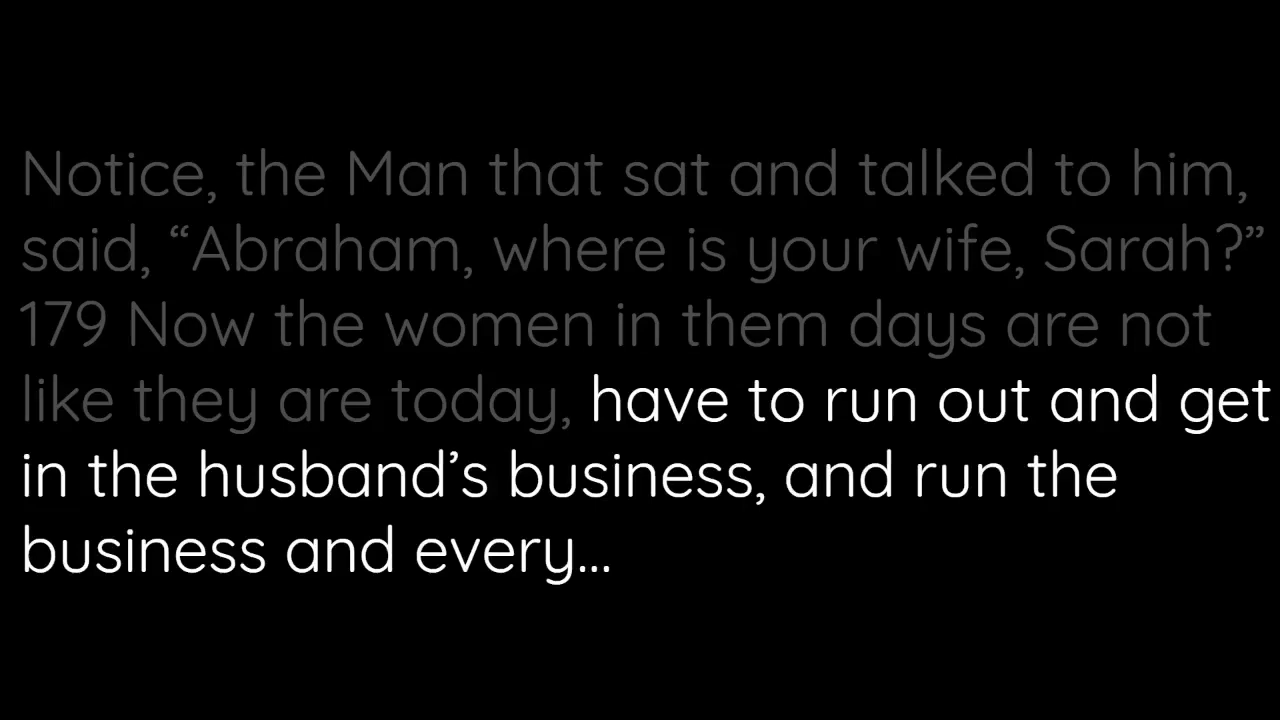 Notice, the Man that sat and talked to him,
said, “Abraham, where is your wife, Sarah?”
179 Now the women in them days are not
like they are today, have to run out and get
in the husband’s business, and run the
business and every...